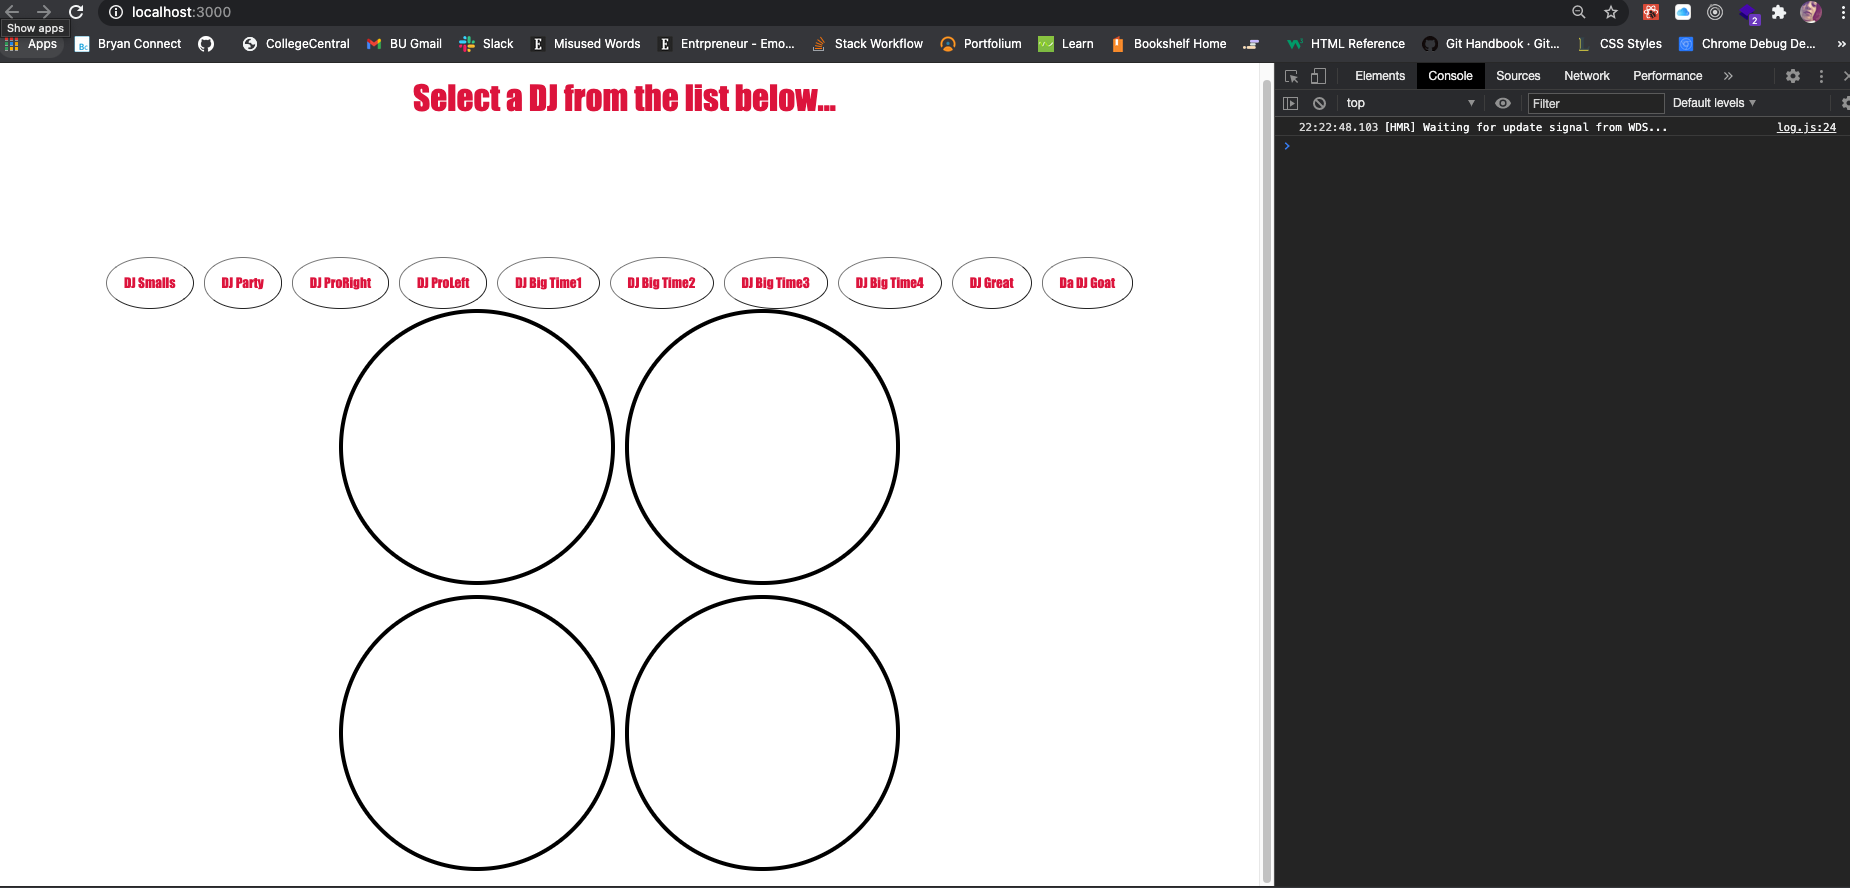 localhost:3000
2
Show apps
Apps Bc Bryan Connect CollegeCentral BU Gmail Slack E Misused Words E Entrpreneur - Emo... Stack Workflow Portfolium Learn Bookshelf Home HTML Reference Git Handbook · Git... CSS Styles Chrome Debug De... »
Elements Console Sources Network Performance »
top Filter Default levels
22:22:48.103 [HMR] Waiting for update signal from WDS... log.js:24
Select a DJ from the list below...
DJ Smalls DJ Party DJ ProRight DJ ProLeft DJ Big Time1 DJ Big Time2 DJ Big Time3 DJ Big Time4 DJ Great Da DJ Goat